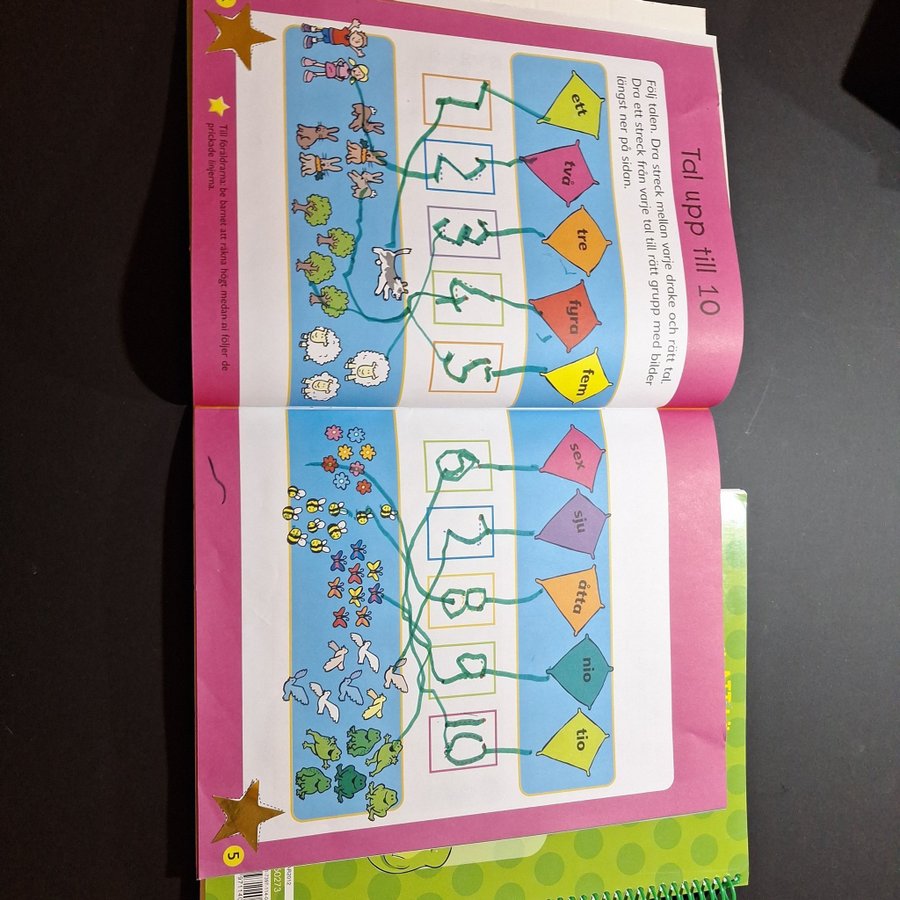 Tal upp till 10
Följ talen. Dra streck mellan varje drake och rätt tal.
Dra ett streck från varje tal till rätt grupp med bilder
längst ner på sidan.
ett
två
tre
fyra
fem
sex
sju
åtta
nio
tio
1
2
3
4
5
6
7
8
9
10
Till föräldrarna: be barnet att räkna högt medan ni följer de
prickade linjerna.
5